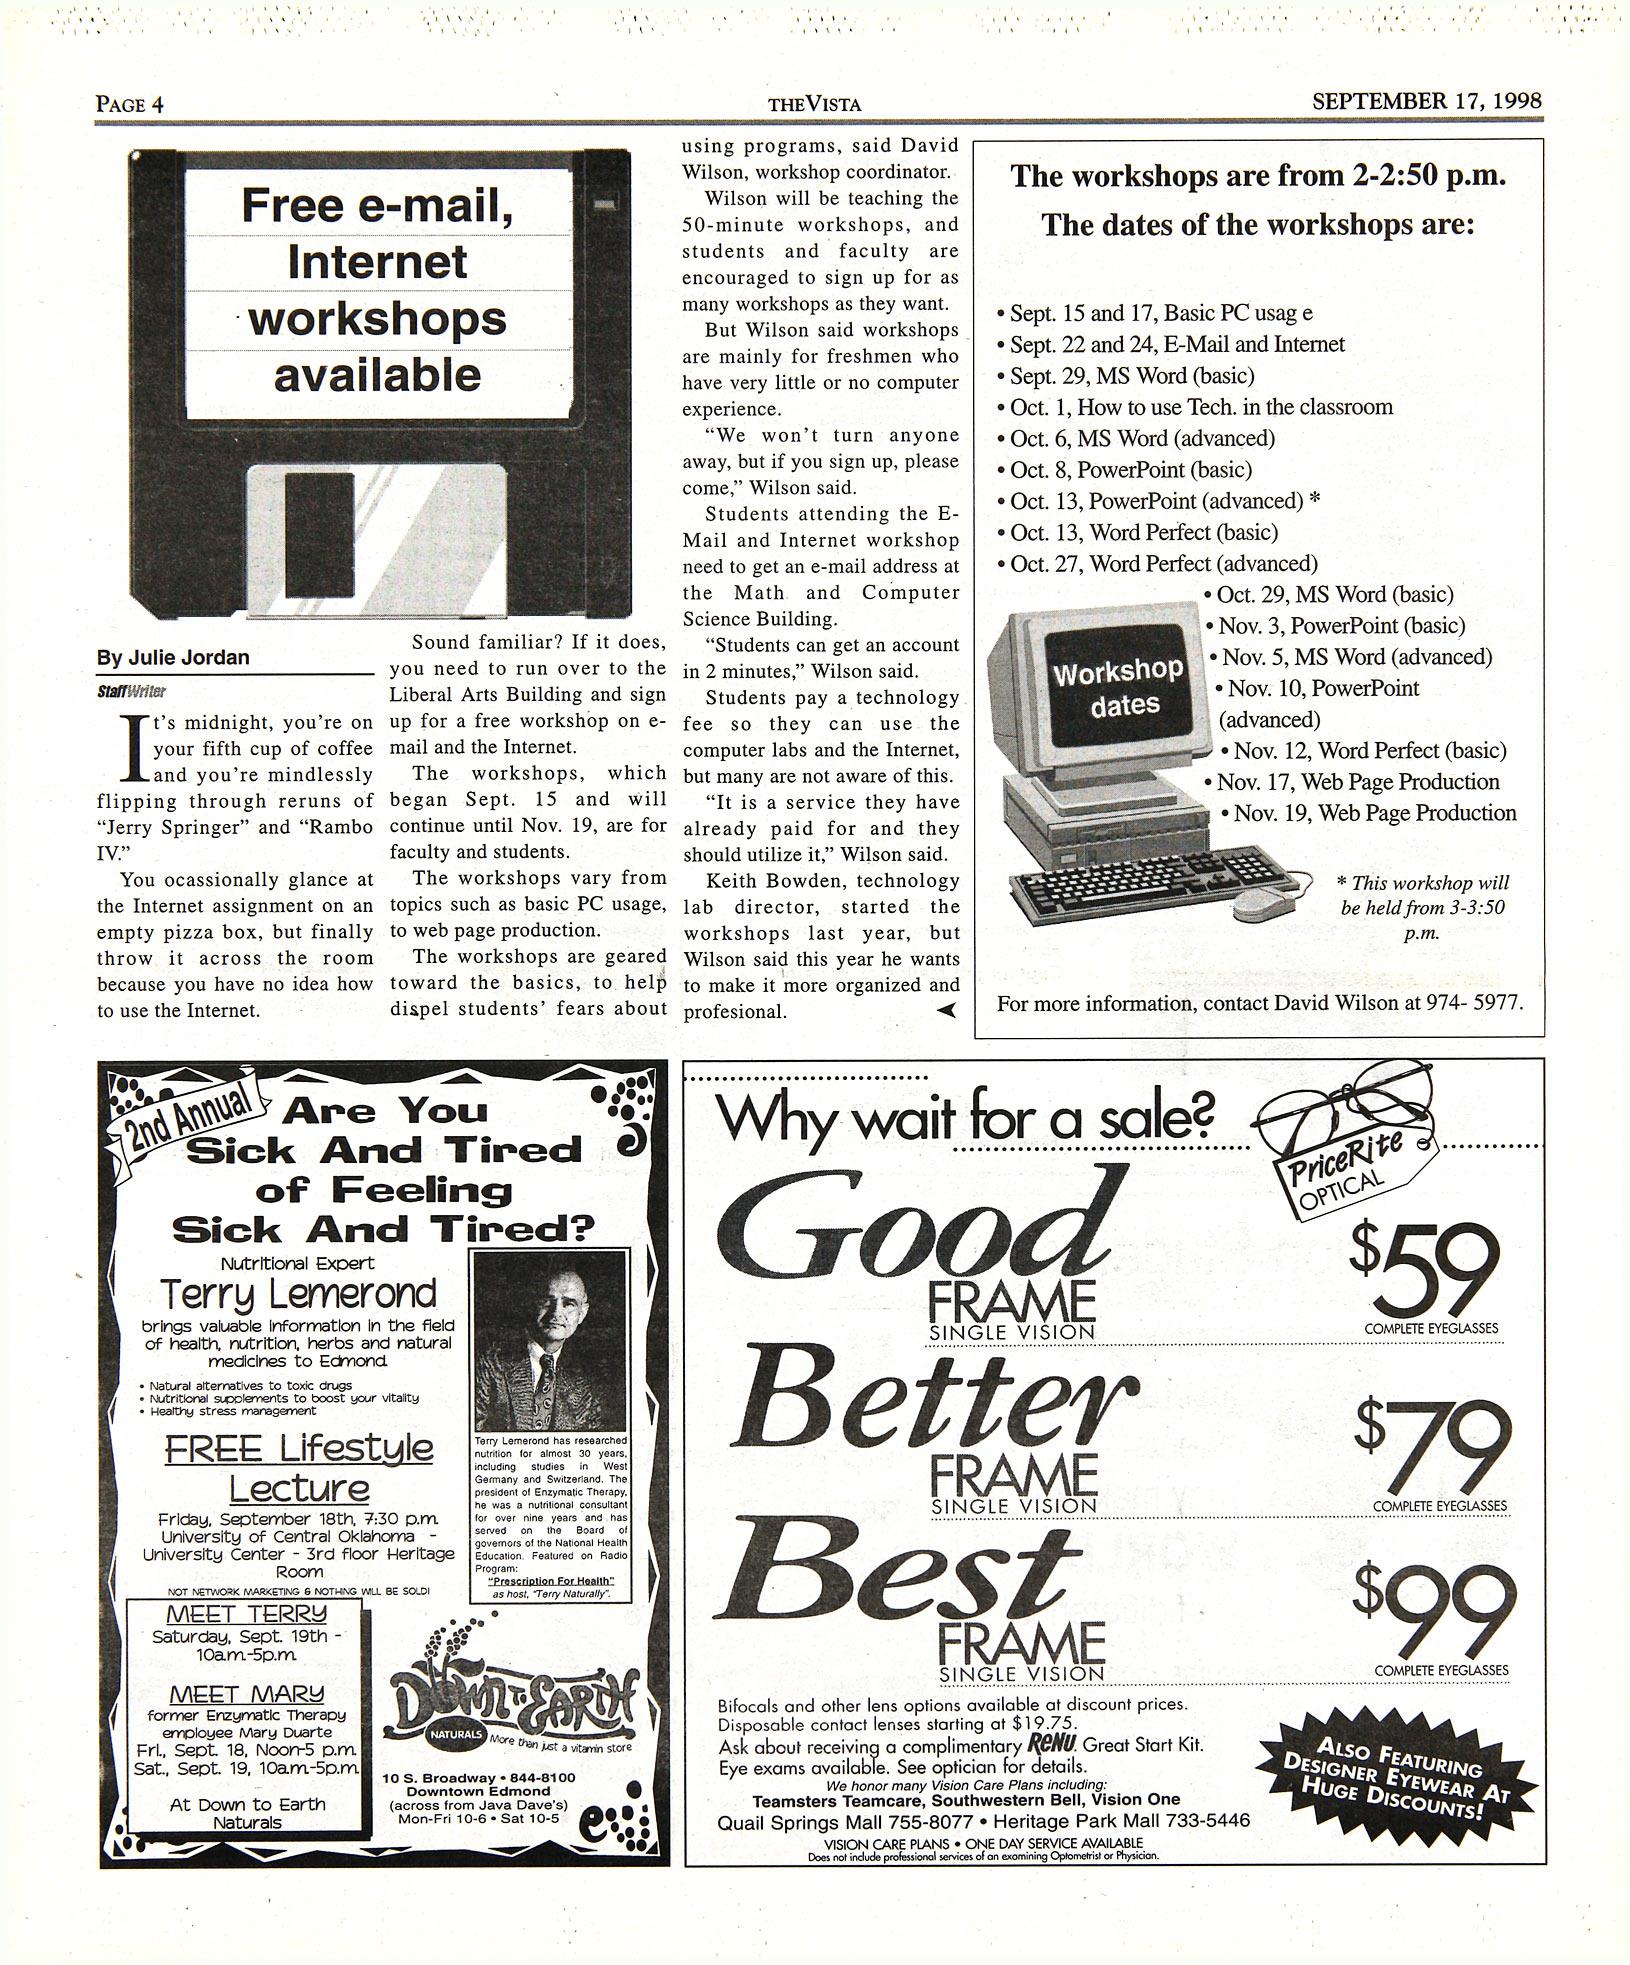 PAGE 4
THEVISTA
SEPTEMBER 17, 1998
Free e-mail,
Internet
workshops
available
By Julie Jordan
StaffWriter
It's midnight, you're on
your fifth cup of coffee
and you're mindlessly
flipping through reruns of
“Jerry Springer” and “Rambo
IV.”
You ocassionally glance at
the Internet assignment on an
empty pizza box, but finally
throw it across the room
because you have no idea how
to use the Internet.
Sound familiar? If it does,
you need to run over to the
Liberal Arts Building and sign
up for a free workshop on e-
mail and the Internet.
The workshops, which
began Sept. 15 and will
continue until Nov. 19, are for
faculty and students.
The workshops vary from
topics such as basic PC usage,
to web page production.
The workshops are geared
toward the basics, to help
dispel students' fears about
using programs, said David
Wilson, workshop coordinator.
Wilson will be teaching the
50-minute workshops, and
students and faculty are
encouraged to sign up for as
many workshops as they want.
But Wilson said workshops
are mainly for freshmen who
have very little or no computer
experience.
“We won't turn anyone
away, but if you sign up, please
come,” Wilson said.
Students attending the E-
Mail and Internet workshop
need to get an e-mail address at
the Math and Computer
Science Building.
“Students can get an account
in 2 minutes,” Wilson said.
Students pay a technology
fee so they can use the
computer labs and the Internet,
but many are not aware of this.
“It is a service they have
already paid for and they
should utilize it,” Wilson said.
Keith Bowden, technology
lab director, started the
workshops last year, but
Wilson said this year he wants
to make it more organized and
profesional.
The workshops are from 2-2:50 p.m.
The dates of the workshops are:
• Sept. 15 and 17, Basic PC usag e
• Sept. 22 and 24, E-Mail and Internet
• Sept. 29, MS Word (basic)
• Oct. 1, How to use Tech. in the classroom
• Oct. 6, MS Word (advanced)
• Oct. 8, PowerPoint (basic)
• Oct. 13, PowerPoint (advanced) *
• Oct. 13, Word Perfect (basic)
• Oct. 27, Word Perfect (advanced)
• Oct. 29, MS Word (basic)
• Nov. 3, PowerPoint (basic)
• Nov. 5, MS Word (advanced)
• Nov. 10, PowerPoint
(advanced)
• Nov. 12, Word Perfect (basic)
• Nov. 17, Web Page Production
• Nov. 19, Web Page Production
Workshop
dates
* This workshop will
be held from 3-3:50
p.m.
For more information, contact David Wilson at 974- 5977.
2nd Annual
Are You
Sick And Tired
of Feeling
Sick And Tired?
Nutritional Expert
Terry Lemerond
brings valuable information in the field
of health, nutrition, herbs and natural
medicines to Edmond.
• Natural alternatives to toxic drugs
• Nutritional supplements to boost your vitality
• Healthy stress management
FREE Lifestyle
Lecture
Friday, September 18th, 7:30 p.m.
University of Central Oklahoma -
University Center - 3rd floor Heritage
Room
NOT NETWORK MARKETING & NOTHING WILL BE SOLD!
Terry Lemerond has researched
nutrition for almost 30 years,
including studies in West
Germany and Switzerland. The
president of Enzymatic Therapy,
he was a nutritional consultant
for over nine years and has
served on the Board of
governors of the National Health
Education. Featured on Radio
Program:
“Prescription For Health”
as host, “Terry Naturally”.
MEET TERRY
Saturday, Sept. 19th -
10a.m.-5p.m.
MEET MARY
former Enzymatic Therapy
employee Mary Duarte
Fri., Sept. 18, Noon-5 p.m.
Sat., Sept. 19, 10a.m.-5p.m.
At Down to Earth
Naturals
DOWN TO EARTH
NATURALS
More than just a vitamin store
10 S. Broadway • 844-8100
Downtown Edmond
(across from Java Dave's)
Mon-Fri 10-6 • Sat 10-5
Why wait for a sale?
PriceRite
OPTICAL
Good
FRAME
SINGLE VISION
$59
COMPLETE EYEGLASSES
Better
FRAME
SINGLE VISION
$79
COMPLETE EYEGLASSES
Best
FRAME
SINGLE VISION
$99
COMPLETE EYEGLASSES
Bifocals and other lens options available at discount prices.
Disposable contact lenses starting at $19.75.
Ask about receiving a complimentary ReNu. Great Start Kit.
Eye exams available. See optician for details.
We honor many Vision Care Plans including:
Teamsters Teamcare, Southwestern Bell, Vision One
Quail Springs Mall 755-8077 • Heritage Park Mall 733-5446
VISION CARE PLANS • ONE DAY SERVICE AVAILABLE
Does not include professional services of an examining Optometrist or Physician.
ALSO FEATURING
DESIGNER EYEWEAR AT
HUGE DISCOUNTS!